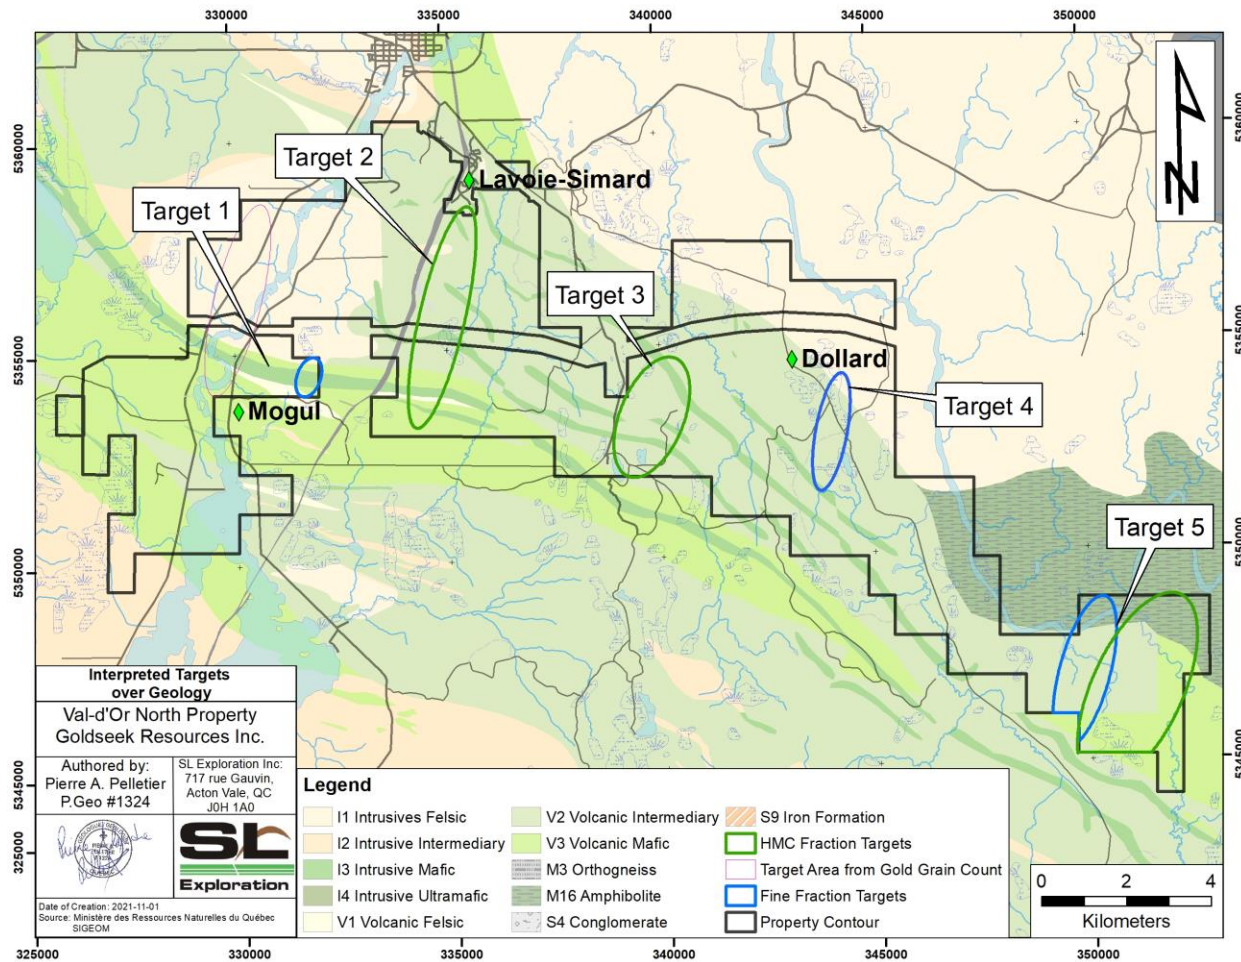 330000
335000
340000
345000
350000
5360000
5355000
5350000
5345000
5325000
5360000
5355000
5350000
5345000
Target 2
Target 1
Lavoie-Simard
Target 3
Mogul
Dollard
Target 4
Target 5
N
Interpreted Targets
over Geology
Val-d'Or North Property
Goldseek Resources Inc.
Authored by:
Pierre A. Pelletier
P.Geo #1324
SL Exploration Inc:
717 rue Gauvin,
Acton Vale, QC
J0H 1A0
SL
Exploration
Date of Creation: 2021-11-01
Source: Ministère des Ressources Naturelles du Québec
SIGEOM
Legend
I1 Intrusives Felsic
I2 Intrusives Intermediary
I3 Intrusive Mafic
I4 Intrusive Ultramafic
V1 Volcanic Felsic
V2 Volcanic Intermediary
V3 Volcanic Mafic
M3 Orthogneiss
M16 Amphibolite
S4 Conglomerate
S9 Iron Formation
HMC Fraction Targets
Target Area from Gold Grain Count
Fine Fraction Targets
Property Contour
0 2 4
Kilometers
325000
330000
335000
340000
345000
350000